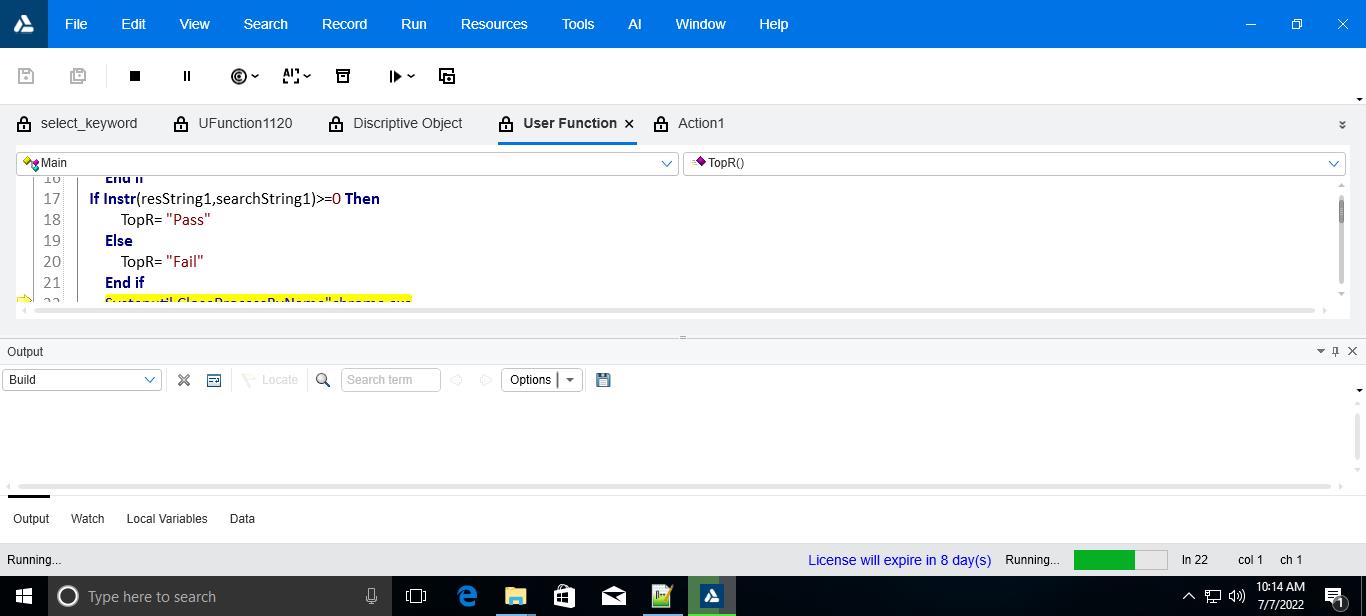 File Edit View Search Record Run Resources Tools AI Window Help
select_keyword UFunction1120 Discriptive Object User Function Action1
Main TopR()
16 End if
17 If Instr(resString1,searchString1)>=0 Then
18 TopR= "Pass"
19 Else
20 TopR= "Fail"
21 End if
22 Systemutil.CloseProcessByName"chrome.exe
Output
Build Locate Search term Options
Output Watch Local Variables Data
Running... License will expire in 8 day(s) Running... ln 22 col 1 ch 1
Type here to search 10:14 AM
7/7/2022 1